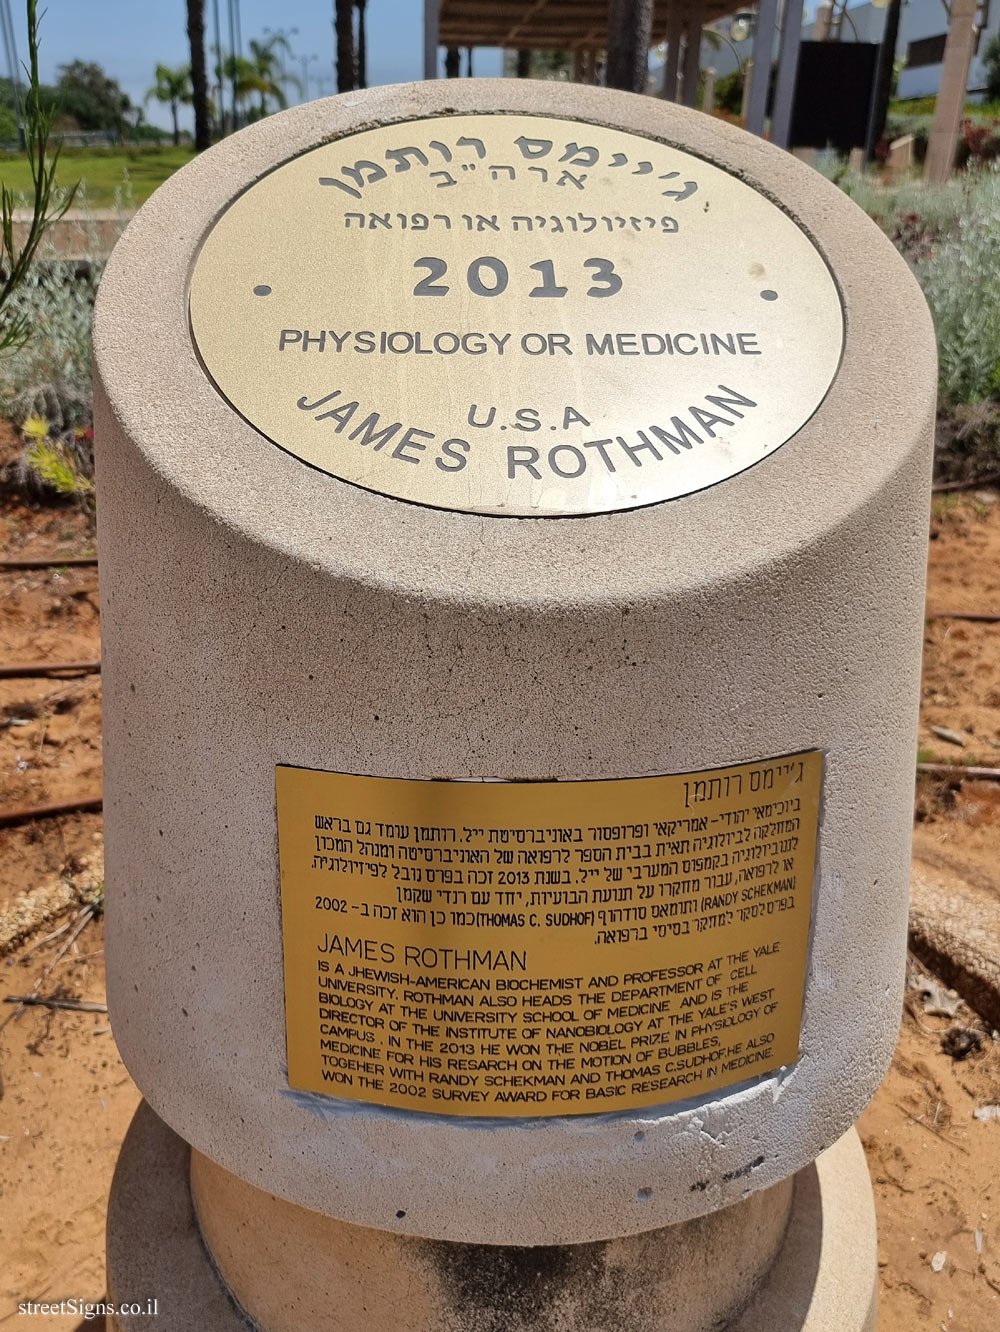 ג'יימס רותמן
ארה"ב
פיזיולוגיה או רפואה
• 2013 •
PHYSIOLOGY OR MEDICINE
U.S.A
JAMES ROTHMAN
ג'יימס רותמן
ביוכימאי יהודי- אמריקאי ופרופסור באוניברסיטת ייל. רותמן עומד גם בראש
המחלקה לביולוגיה תאית בבית הספר לרפואה של האוניברסיטה ומנהל המכון
לננוביולוגיה בקמפוס המערבי של ייל. בשנת 2013 זכה בפרס נובל לפיזיולוגיה.
או לרפואה, עבור מחקרו על תנועת הבועיות, יחד עם רנדי שקמן
(RANDY SCHEKMAN) ותומאס סודהוף (THOMAS C. SUDHOF)כמו כן הוא זכה ב- 2002
בפרס לסקר למחקר בסיסי ברפואה.
JAMES ROTHMAN
IS A JHEWISH-AMERICAN BIOCHEMIST AND PROFESSOR AT THE YALE
UNIVERSITY. ROTHMAN ALSO HEADS THE DEPARTMENT OF CELL
BIOLOGY AT THE UNIVERSITY SCHOOL OF MEDICINE AND IS THE
DIRECTOR OF THE INSTITUTE OF NANOBIOLOGY AT THE YALE'S WEST
CAMPUS . IN THE 2013 HE WON THE NOBEL PRIZE IN PHYSIOLOGY OF
MEDICINE FOR HIS RESARCH ON THE MOTION OF BUBBLES,
TOGEHER WITH RANDY SCHEKMAN AND THOMAS C.SUDHOF.HE ALSO
WON THE 2002 SURVEY AWARD FOR BASIC RESEARCH IN MEDICINE.
streetSigns.co.il